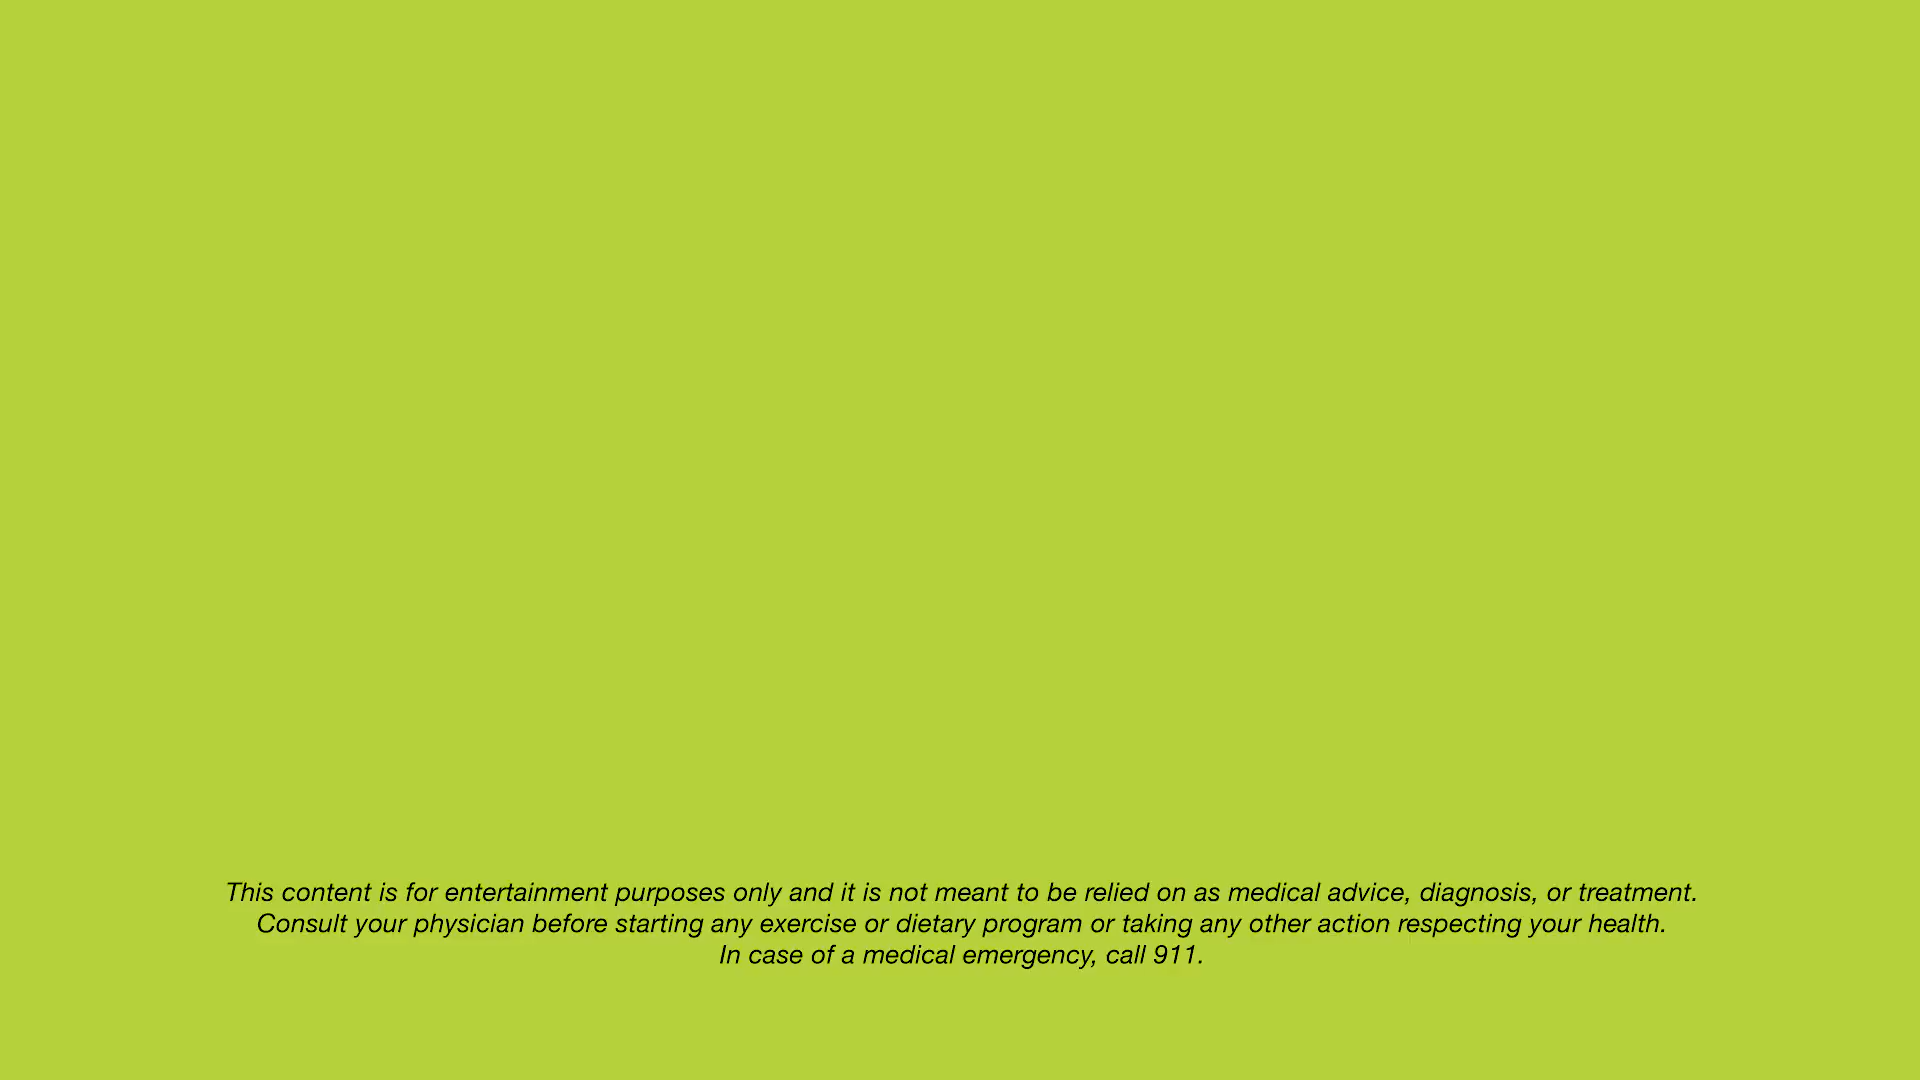 This content is for entertainment purposes only and it is not meant to be relied on as medical advice, diagnosis, or treatment.
Consult your physician before starting any exercise or dietary program or taking any other action respecting your health.
In case of a medical emergency, call 911.